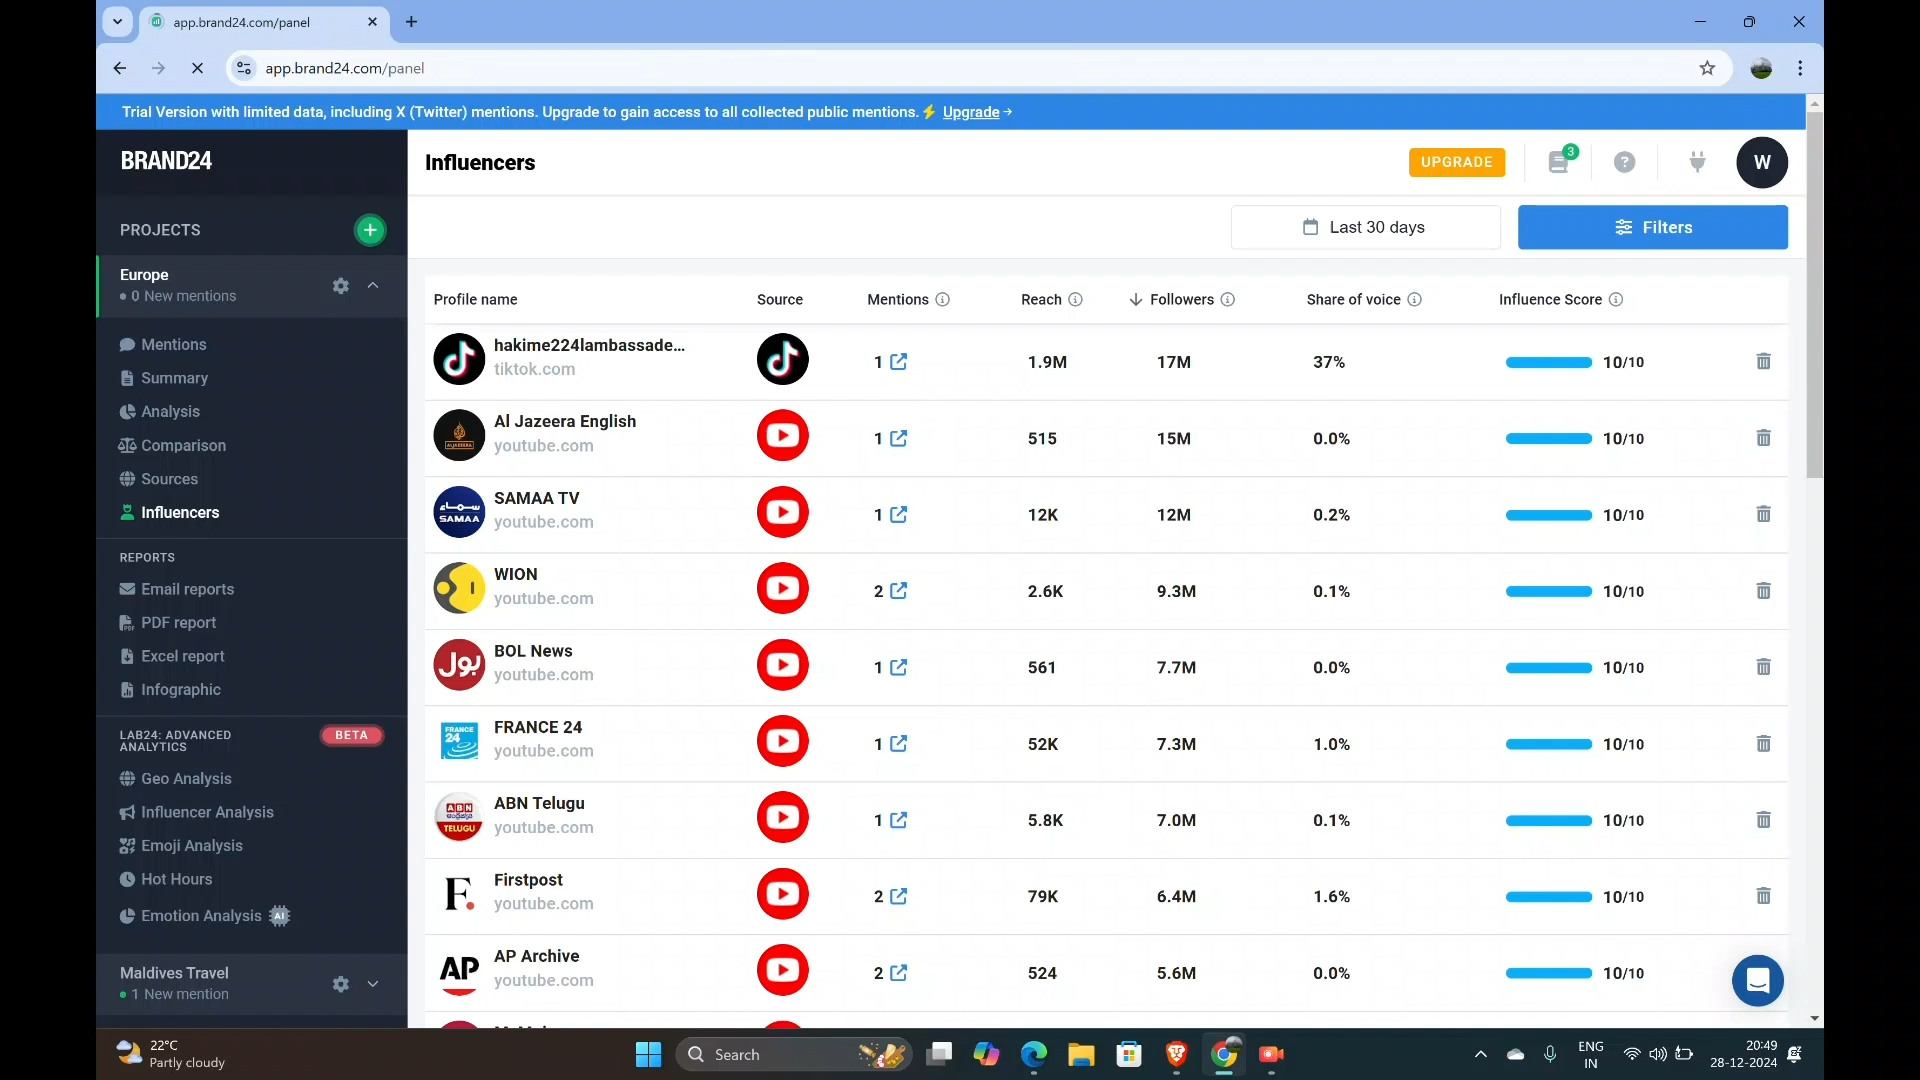 app.brand24.com/panel
app.brand24.com/panel
Trial Version with limited data, including X (Twitter) mentions. Upgrade to gain access to all collected public mentions.⚡ Upgrade →
BRAND24
Influencers
UPGRADE
3
?
W
PROJECTS
+
Last 30 days
Filters
Europe
0 New mentions
Mentions
Summary
Analysis
Comparison
Sources
Influencers
REPORTS
Email reports
PDF report
Excel report
Infographic
LAB24: ADVANCED
ANALYTICS
BETA
Geo Analysis
Influencer Analysis
Emoji Analysis
Hot Hours
Emotion Analysis AI
Maldives Travel
1 New mention
Profile name Source Mentions Reach Followers Share of voice Influence Score
hakime224lambassade...
tiktok.com
1 1.9M 17M 37% 10/10
Al Jazeera English
youtube.com
1 515 15M 0.0% 10/10
SAMAA TV
youtube.com
SAMAA
1 12K 12M 0.2% 10/10
WION
youtube.com
2 2.6K 9.3M 0.1% 10/10
BOL News
youtube.com
بول
1 561 7.7M 0.0% 10/10
FRANCE 24
youtube.com
FRANCE
24
1 52K 7.3M 1.0% 10/10
ABN Telugu
youtube.com
ABN
TELUGU
1 5.8K 7.0M 0.1% 10/10
Firstpost
youtube.com
F.
2 79K 6.4M 1.6% 10/10
AP Archive
youtube.com
AP
2 524 5.6M 0.0% 10/10
22°C
Partly cloudy
Search
ENG
IN
20:49
28-12-2024